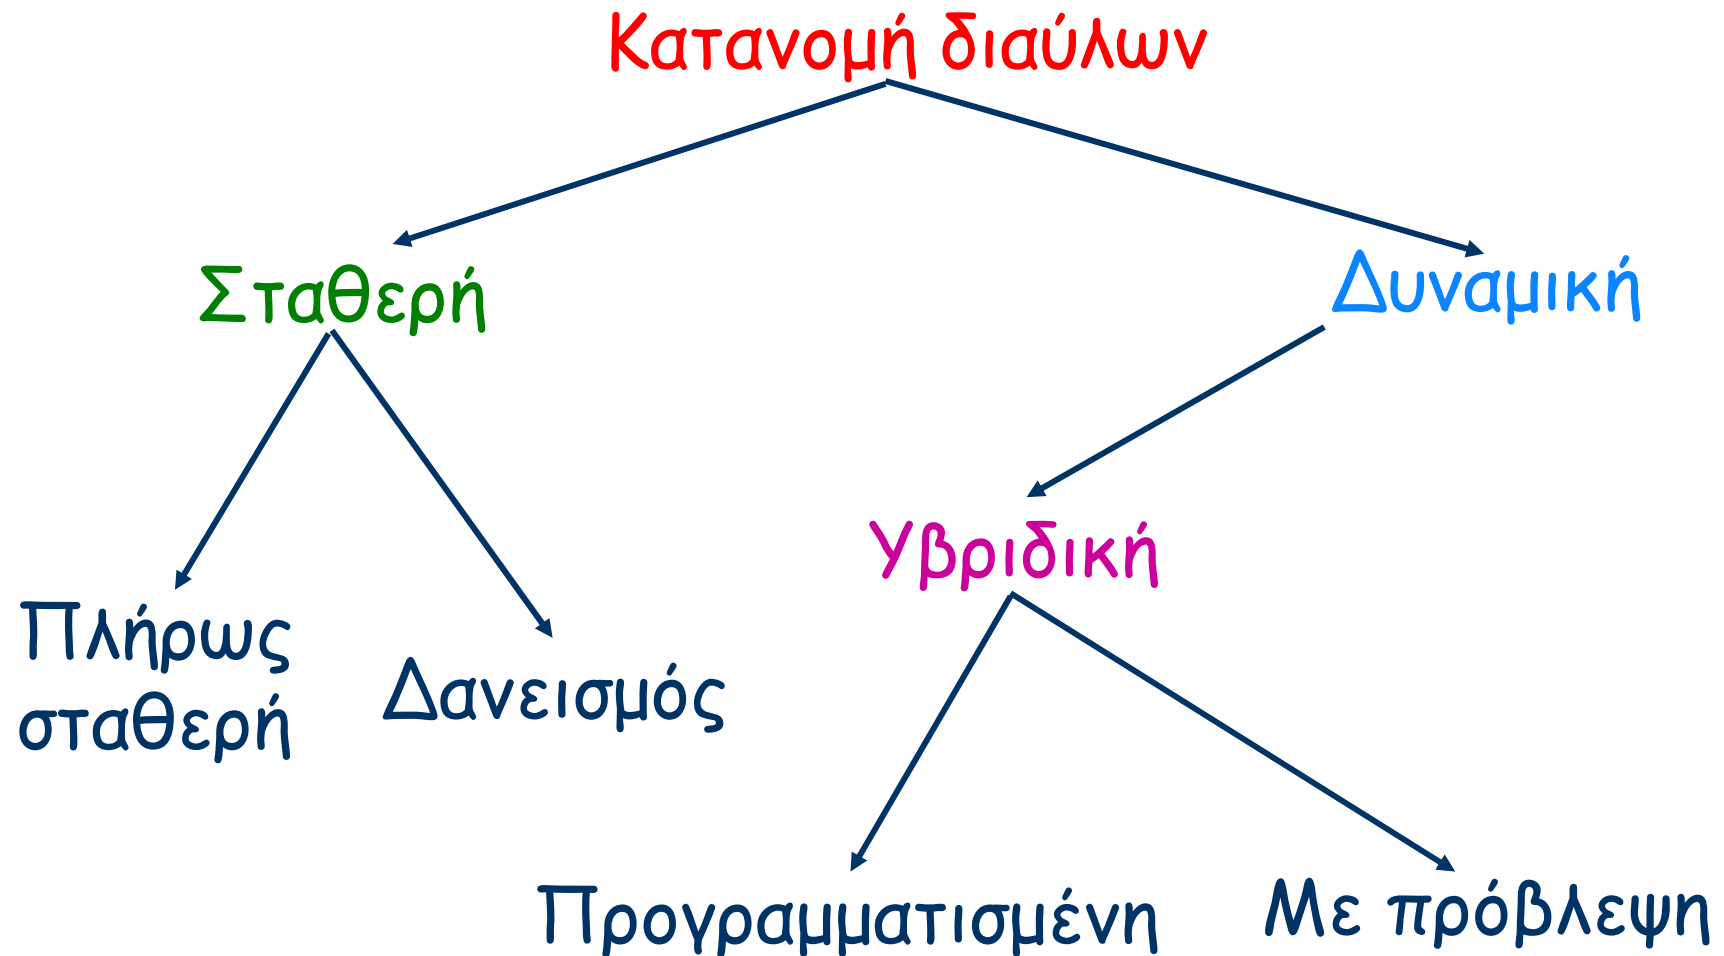 Κατανομή διαύλων
Σταθερή
Δυναμική
Υβριδική
Πλήρως
σταθερή
Δανεισμός
Προγραμματισμένη
Με πρόβλεψη